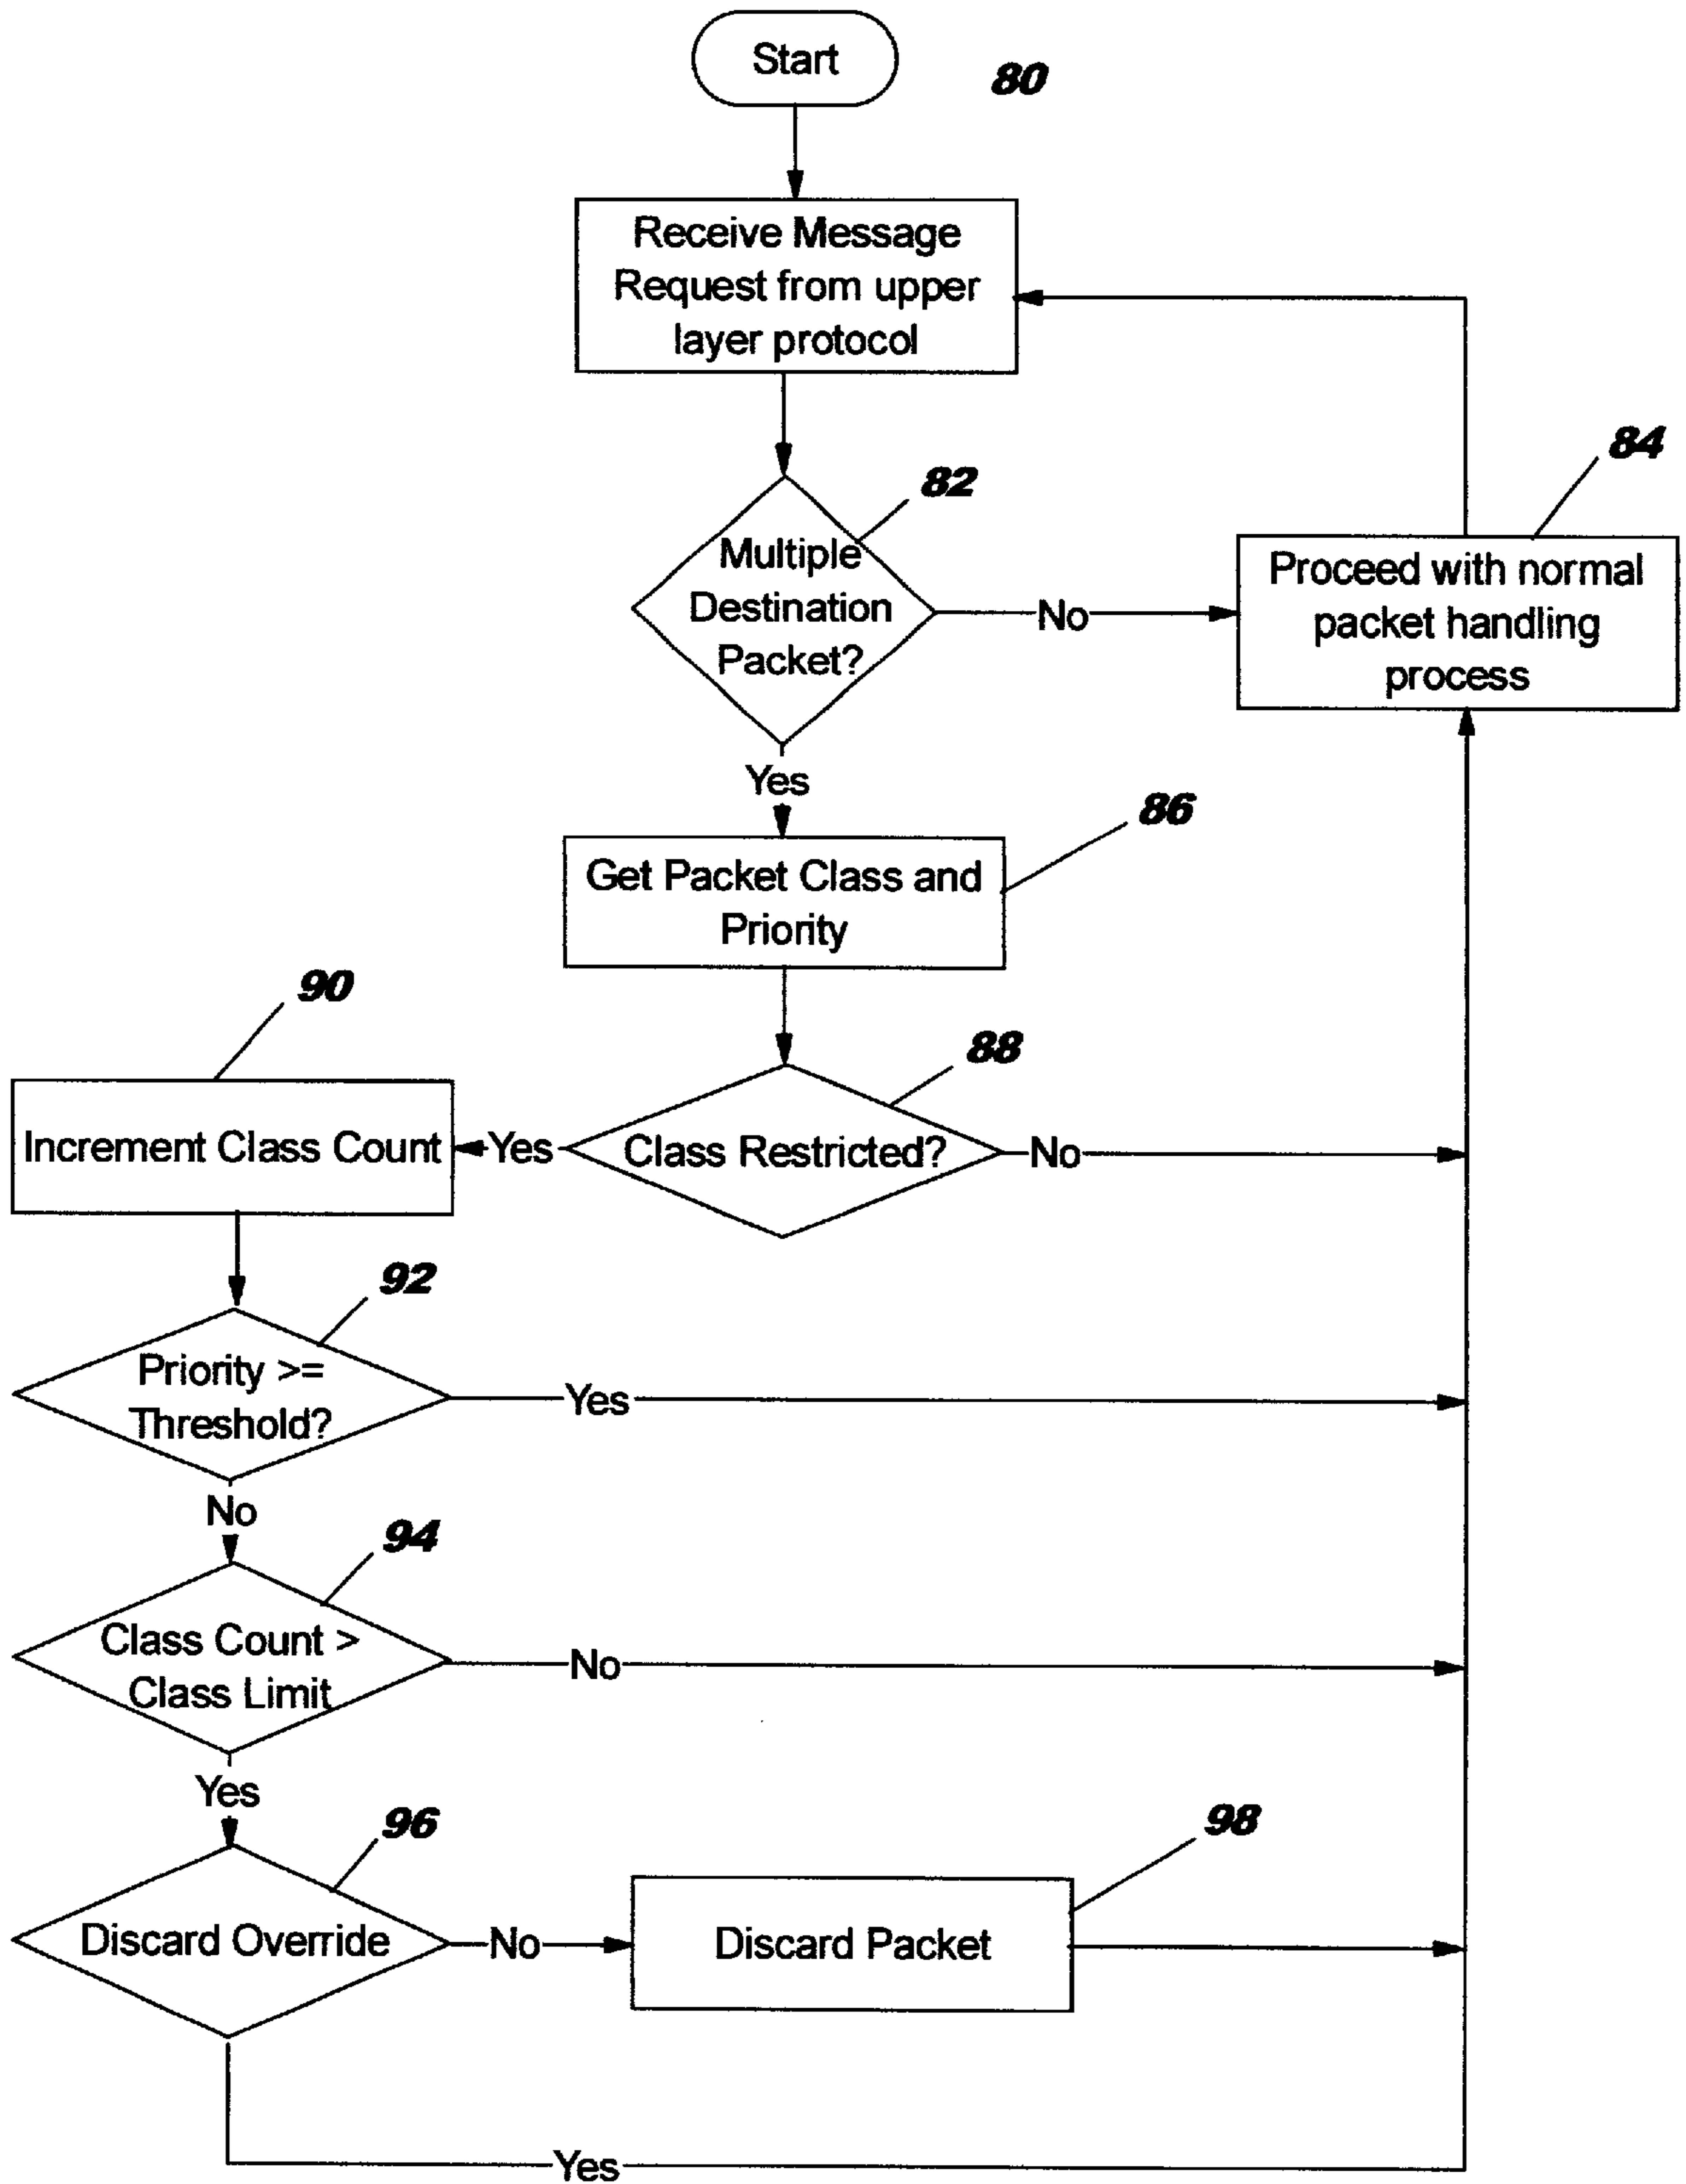 Start
80
Receive Message
Request from upper
layer protocol
82
84
Multiple
Destination
Packet?
No
Proceed with normal
packet handling
process
Yes
86
Get Packet Class and
Priority
90
88
Increment Class Count
Yes
Class Restricted?
No
92
Priority >=
Threshold?
Yes
No
94
Class Count >
Class Limit
No
Yes
96
98
Discard Override
No
Discard Packet
Yes